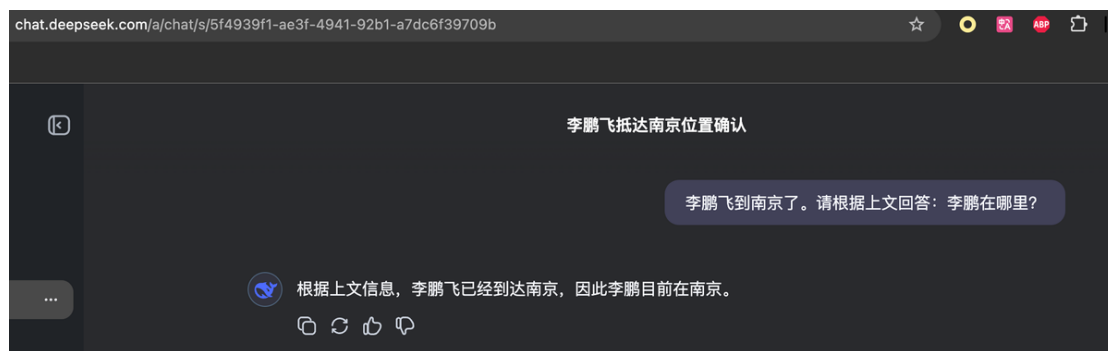 chat.deepseek.com/a/chat/s/5f4939f1-ae3f-4941-92b1-a7dc6f39709b
ABP
李鹏飞抵达南京位置确认
李鹏飞到南京了。请根据上文回答：李鹏在哪里？
根据上文信息，李鹏飞已经到达南京，因此李鹏目前在南京。